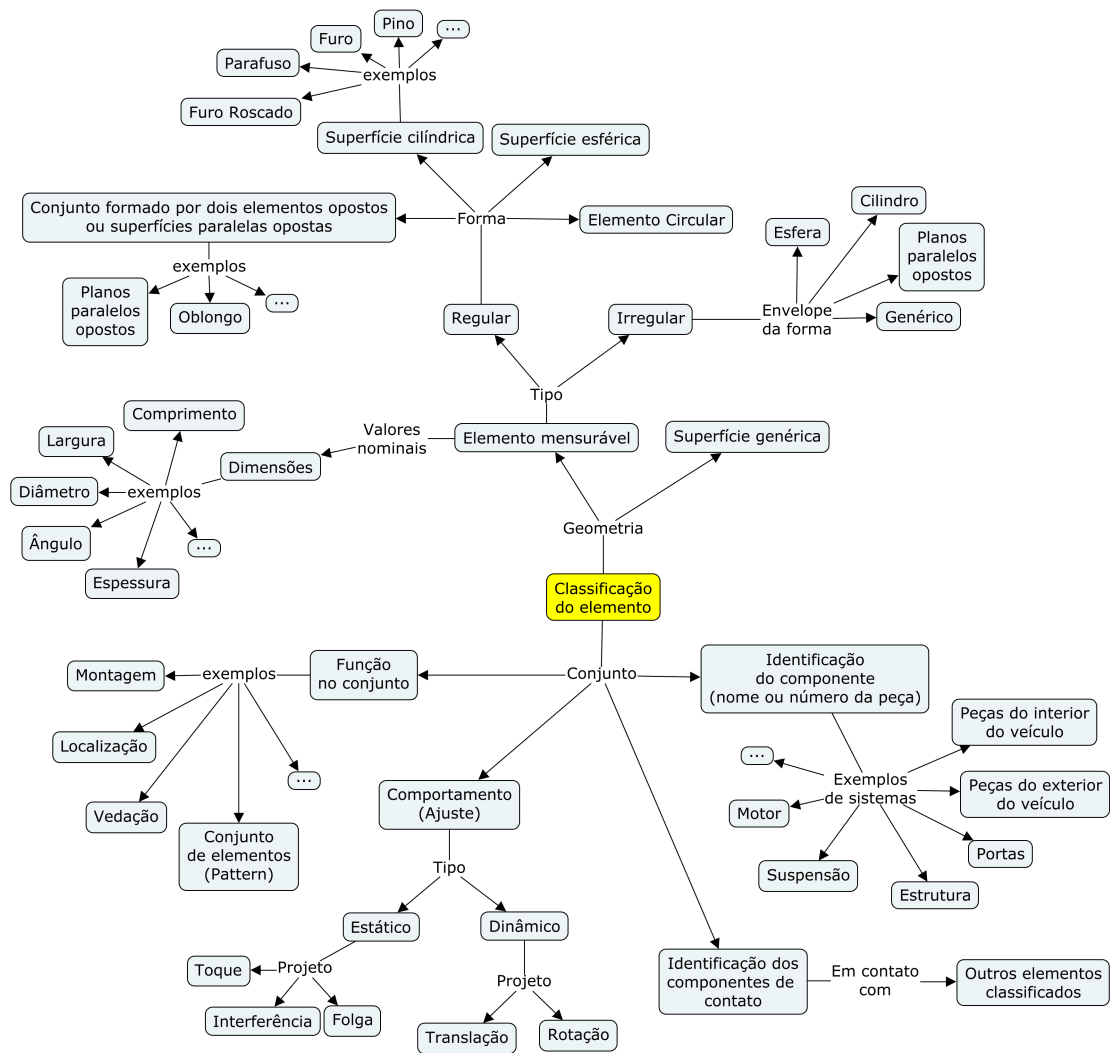 Pino
...
Furo
Parafuso
exemplos
Furo Roscado
Superfície cilíndrica
Superfície esférica
Conjunto formado por dois elementos opostos
ou superfícies paralelas opostas
Forma
Elemento Circular
Cilindro
Esfera
Planos
paralelos
opostos
exemplos
Planos
paralelos
opostos
Oblongo
...
Regular
Irregular
Envelope
da forma
Genérico
Tipo
Comprimento
Largura
Valores
nominais
Elemento mensurável
Superfície genérica
Dimensões
Diâmetro
exemplos
Ângulo
...
Espessura
Geometria
Classificação
do elemento
Montagem
exemplos
Função
no conjunto
Conjunto
Identificação
do componente
(nome ou número da peça)
Localização
...
Vedação
Conjunto
de elementos
(Pattern)
Comportamento
(Ajuste)
Peças do interior
do veículo
...
Exemplos
de sistemas
Peças do exterior
do veículo
Motor
Portas
Suspensão
Estrutura
Tipo
Estático
Dinâmico
Toque
Projeto
Interferência
Folga
Projeto
Translação
Rotação
Identificação dos
componentes de
contato
Em contato
com
Outros elementos
classificados